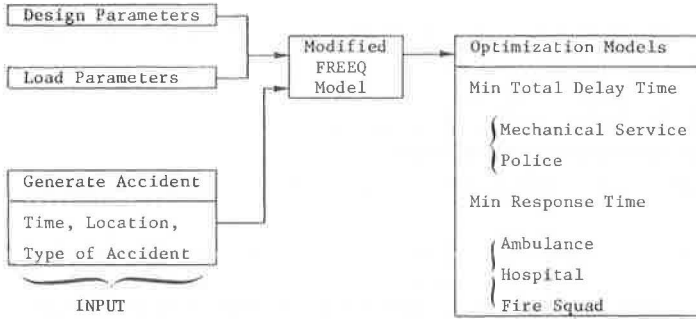 Design Parameters
Load Parameters
Generate Accident
Time, Location,
Type of Accident
INPUT
Modified
FREEQ
Model
Optimization Models
Min Total Delay Time
Mechanical Service
Police
Min Response Time
Ambulance
Hospital
Fire Squad